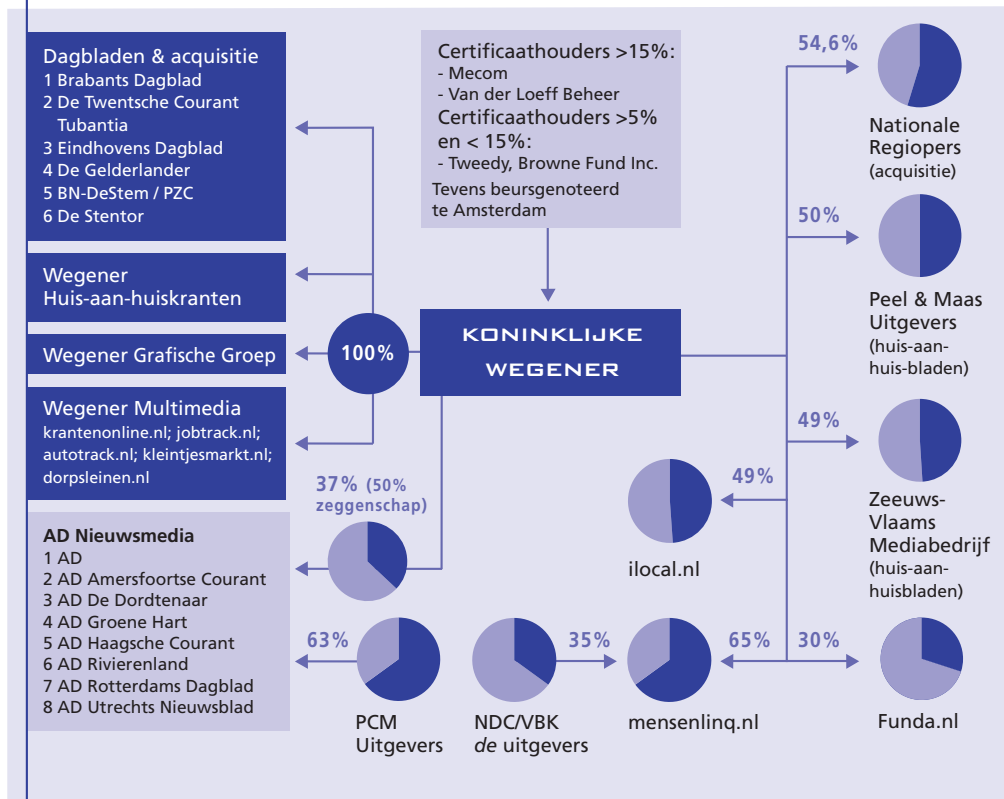 Dagbladen & acquisitie
1 Brabants Dagblad
2 De Twentsche Courant
Tubantia
3 Eindhovens Dagblad
4 De Gelderlander
5 BN-DeStem / PZC
6 De Stentor
Wegener
Huis-aan-huiskranten
Wegener Grafische Groep
Wegener Multimedia
krantenonline.nl; jobtrack.nl;
autotrack.nl; kleintjesmarkt.nl;
dorpsleinen.nl
100%
Certificaathouders >15%:
- Mecom
- Van der Loeff Beheer
Certificaathouders >5%
en < 15%:
- Tweedy, Browne Fund Inc.
Tevens beursgenoteerd
te Amsterdam
KONINKLIJKE
WEGENER
54,6%
Nationale
Regiopers
(acquisitie)
50%
Peel & Maas
Uitgevers
(huis-aan-
huis-bladen)
49%
Zeeuws-
Vlaams
Mediabedrijf
(huis-aan-
huisbladen)
49%
ilocal.nl
37% (50%
zeggenschap)
AD Nieuwsmedia
1 AD
2 AD Amersfoortse Courant
3 AD De Dordtenaar
4 AD Groene Hart
5 AD Haagsche Courant
6 AD Rivierenland
7 AD Rotterdams Dagblad
8 AD Utrechts Nieuwsblad
63%
PCM
Uitgevers
35%
NDC/VBK
de uitgevers
65%
mensenlinq.nl
30%
Funda.nl